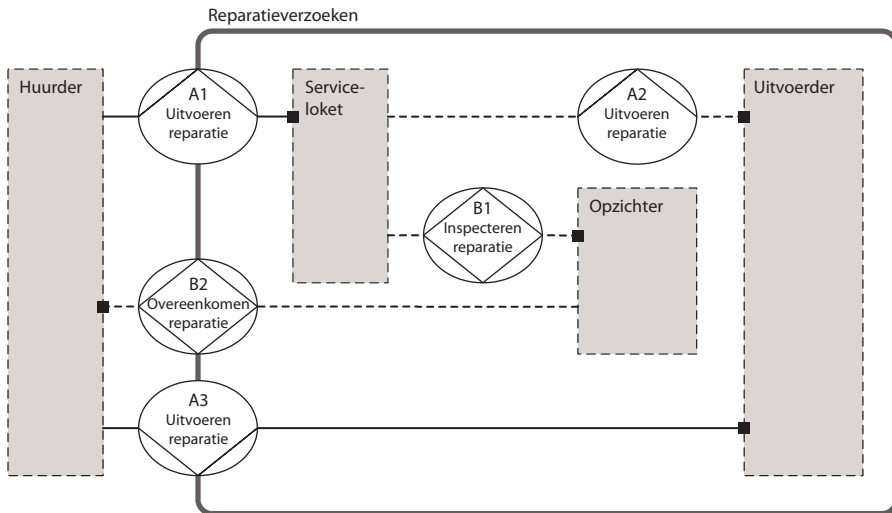 Reparatieverzoeken
Huurder
A1
Uitvoeren
reparatie
Service-
loket
A2
Uitvoeren
reparatie
Uitvoerder
B1
Inspecteren
reparatie
Opzichter
B2
Overeenkomen
reparatie
A3
Uitvoeren
reparatie